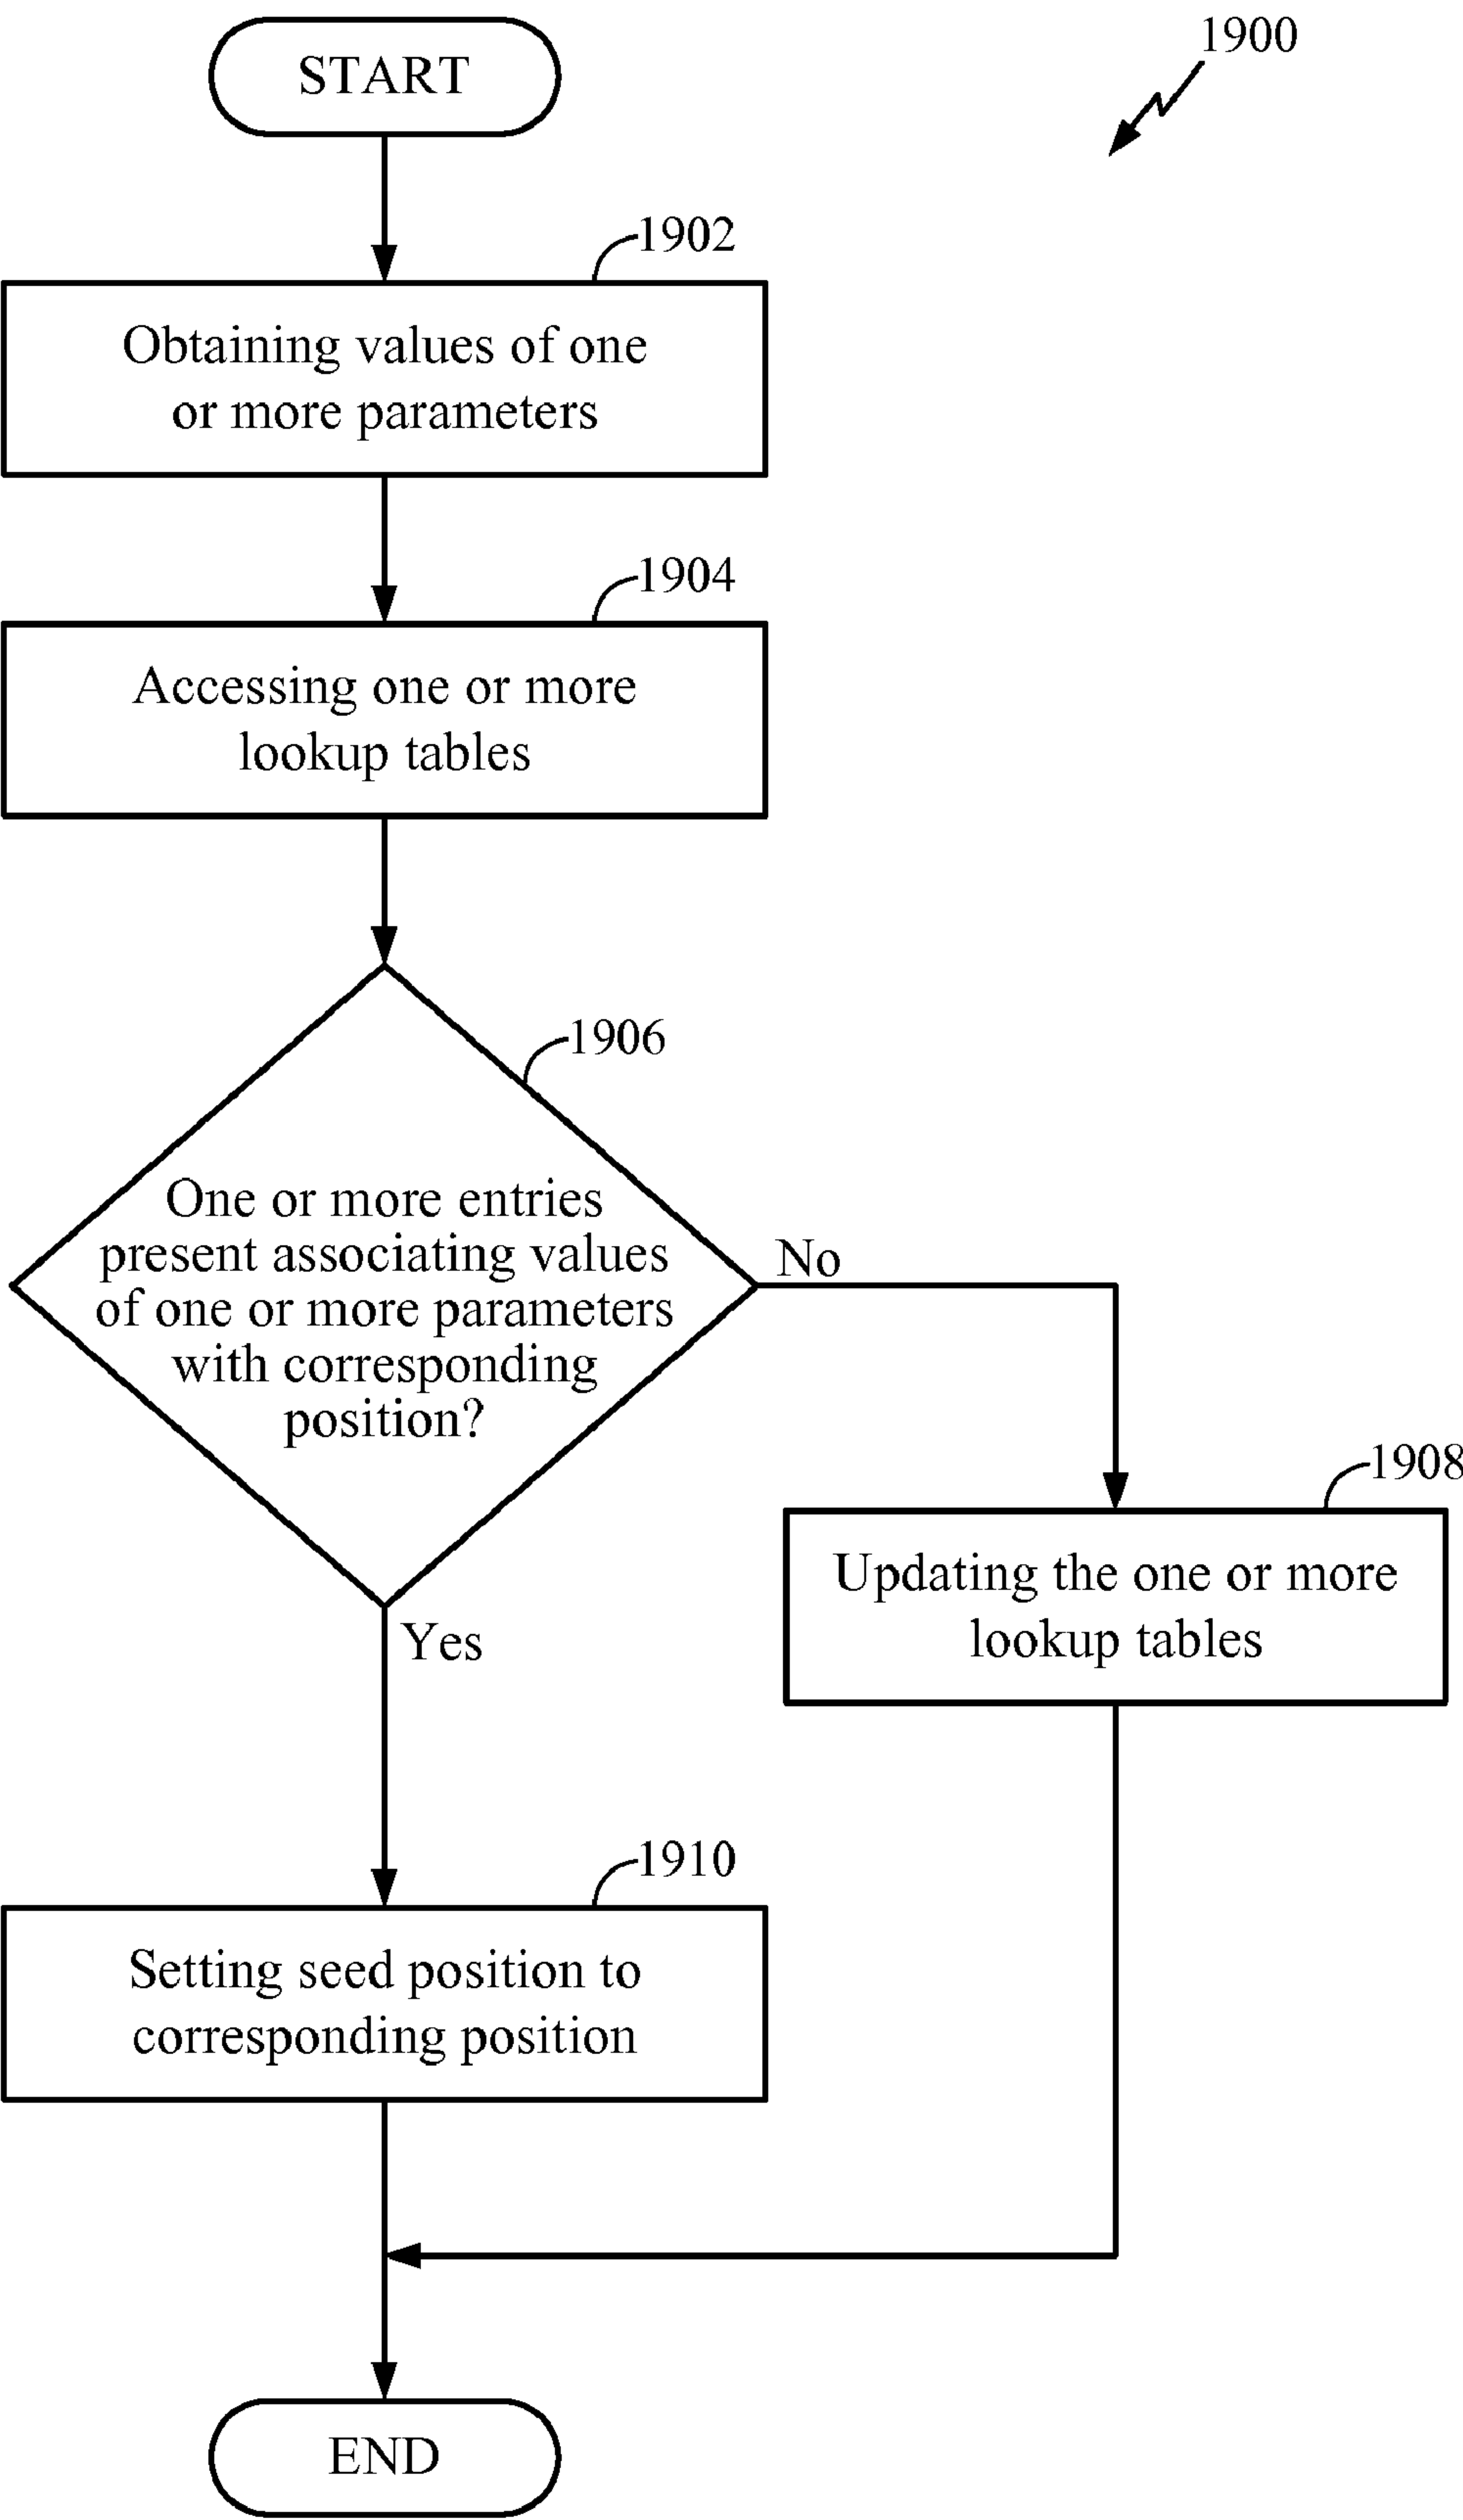 START
1900
1902
Obtaining values of one
or more parameters
1904
Accessing one or more
lookup tables
1906
One or more entries
present associating values
of one or more parameters
with corresponding
position?
No
Yes
1908
Updating the one or more
lookup tables
1910
Setting seed position to
corresponding position
END